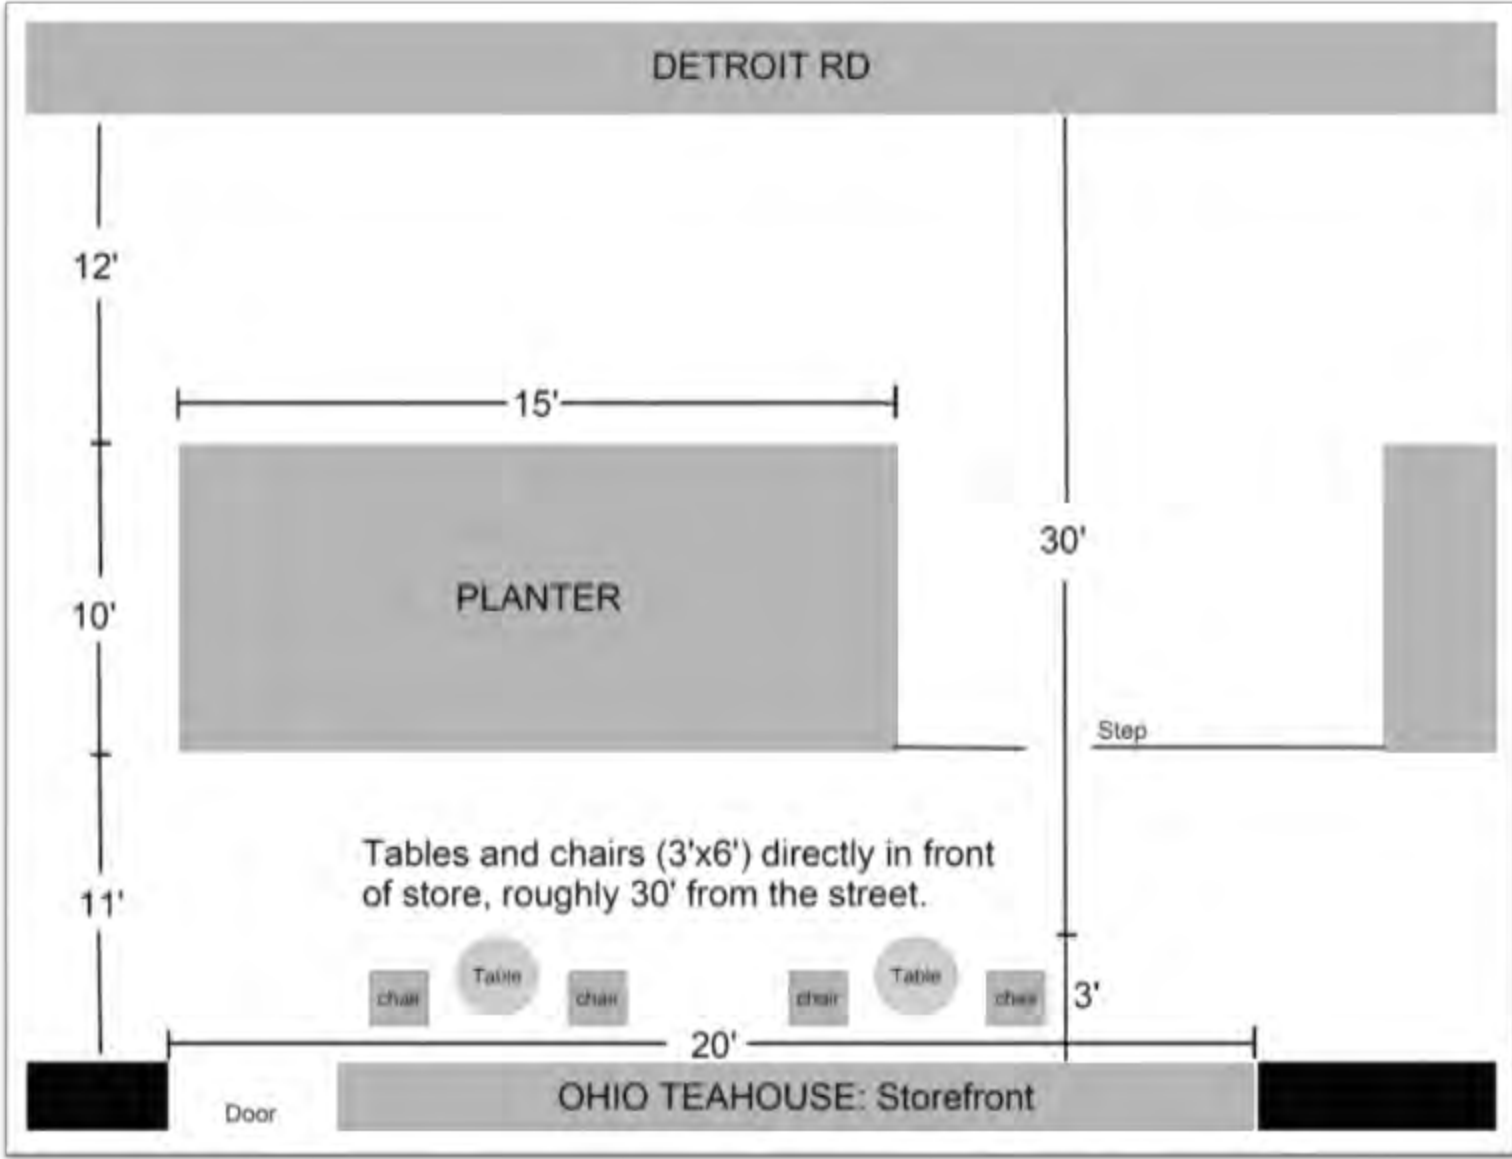 DETROIT RD
12'
15'
30'
PLANTER
10'
Step
Tables and chairs (3'x6') directly in front
of store, roughly 30' from the street.
11'
Table
Table
chair
chair
chair
chair
3'
20'
OHIO TEAHOUSE: Storefront
Door